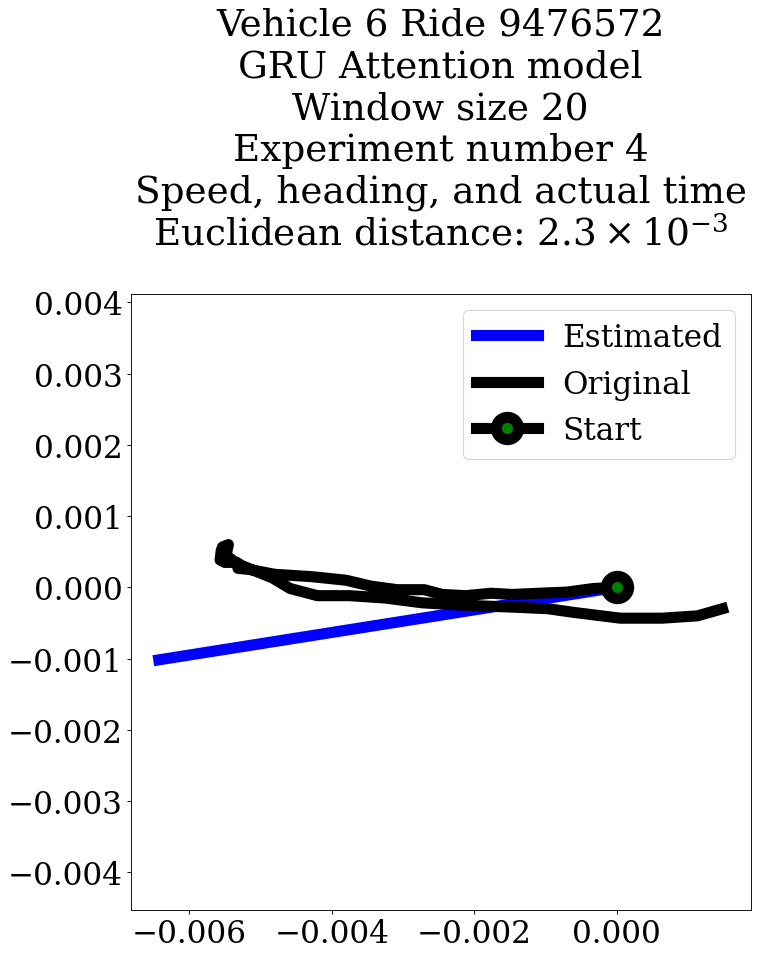 Vehicle 6 Ride 9476572
GRU Attention model
Window size 20
Experiment number 4
Speed, heading, and actual time
Euclidean distance: 2.3 × 10⁻³
0.004
Estimated
0.003
Original
0.002
Start
0.001
0.000
−0.001
−0.002
−0.003
−0.004
−0.006 −0.004 −0.002 0.000